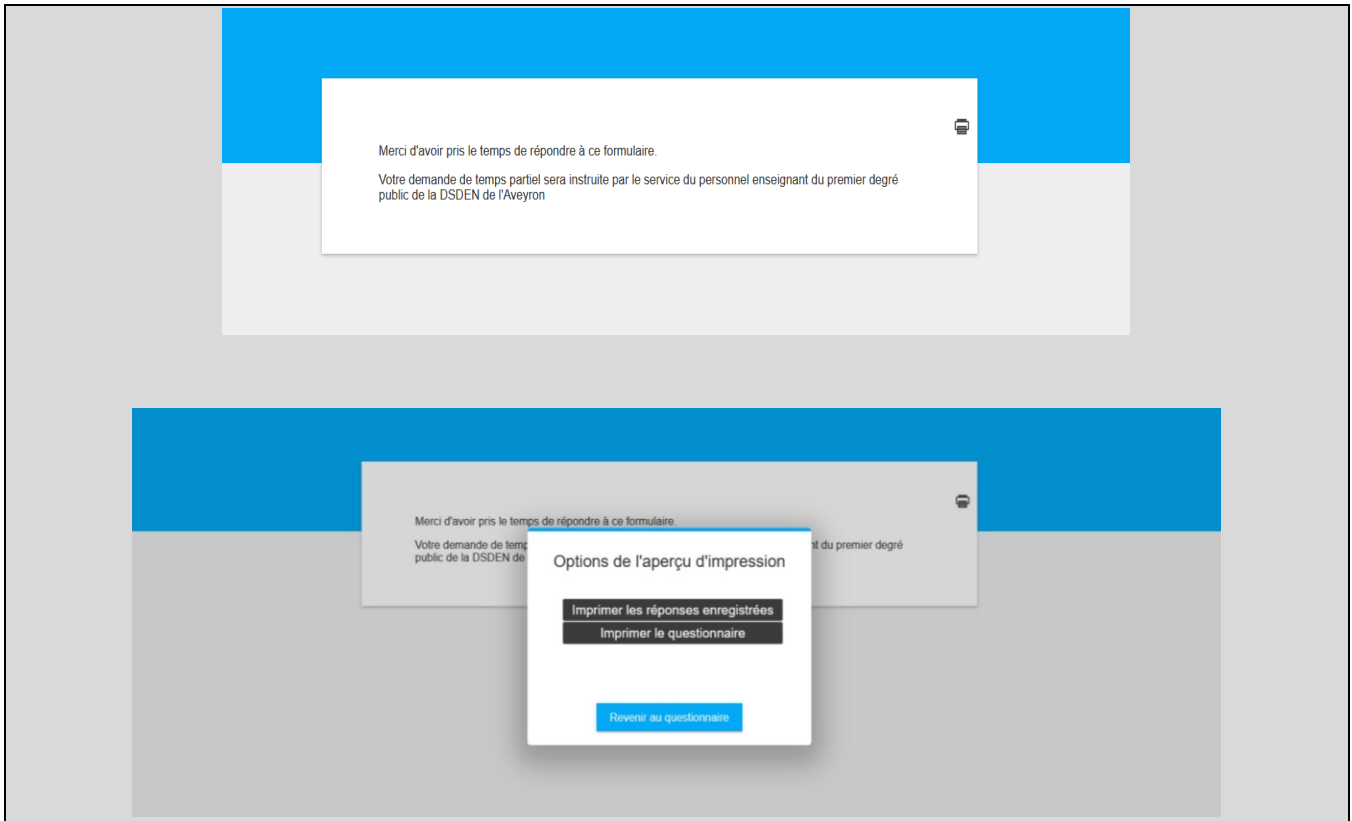 Merci d'avoir pris le temps de répondre à ce formulaire.
Votre demande de temps partiel sera instruite par le service du personnel enseignant du premier degré
public de la DSDEN de l'Aveyron
Merci d'avoir pris le temps de répondre à ce formulaire.
Votre demande de temp
nt du premier degré
public de la DSDEN de
Options de l'aperçu d'impression
Imprimer les réponses enregistrées
Imprimer le questionnaire
Revenir au questionnaire